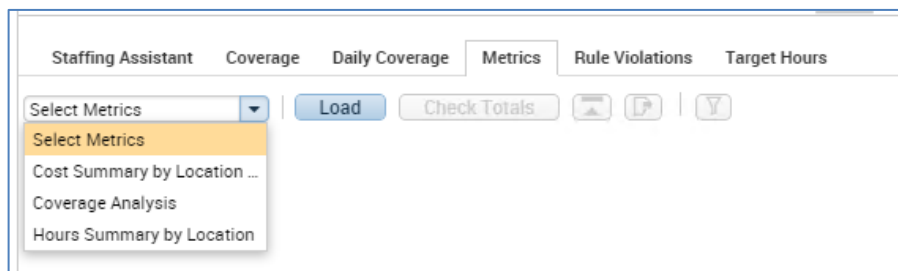 Staffing Assistant Coverage Daily Coverage Metrics Rule Violations Target Hours
Select Metrics Load Check Totals
Select Metrics
Cost Summary by Location ...
Coverage Analysis
Hours Summary by Location